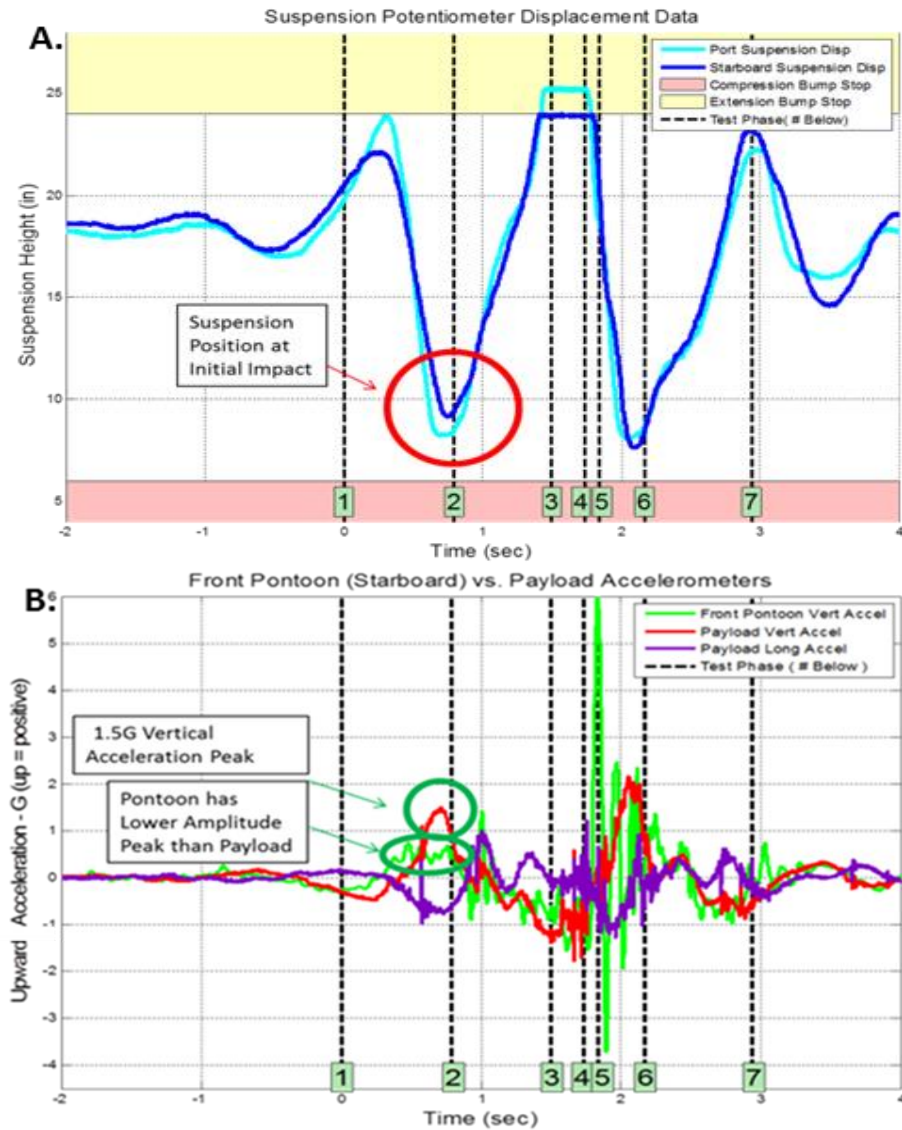 A.
Suspension Potentiometer Displacement Data
Port Suspension Disp
Starboard Suspension Disp
Compression Bump Stop
Extension Bump Stop
Test Phase( # Below)
Suspension Height (in)
25
20
15
10
5
Suspension
Position at
Initial Impact
1 2 3 4 5 6 7
-2 -1 0 1 2 3 4
Time (sec)
B.
Front Pontoon (Starboard) vs. Payload Accelerometers
Front Pontoon Vert Accel
Payload Vert Accel
Payload Long Accel
Test Phase ( # Below )
Upward Acceleration - G (up = positive)
6
5
4
3
2
1
0
-1
-2
-3
-4
1.5G Vertical
Acceleration Peak
Pontoon has
Lower Amplitude
Peak than Payload
1 2 3 4 5 6 7
-2 -1 0 1 2 3 4
Time (sec)